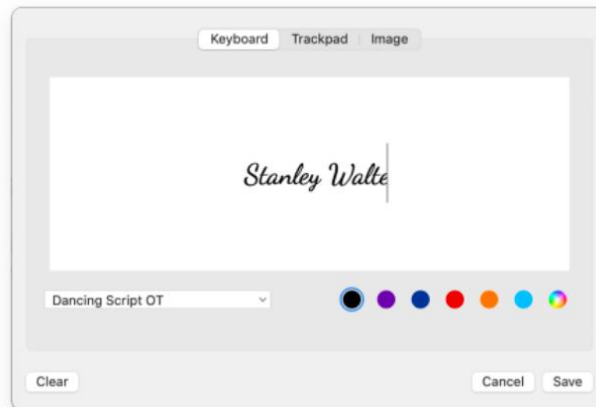 Keyboard Trackpad Image
Stanley Walte
Dancing Script OT
Clear Cancel Save